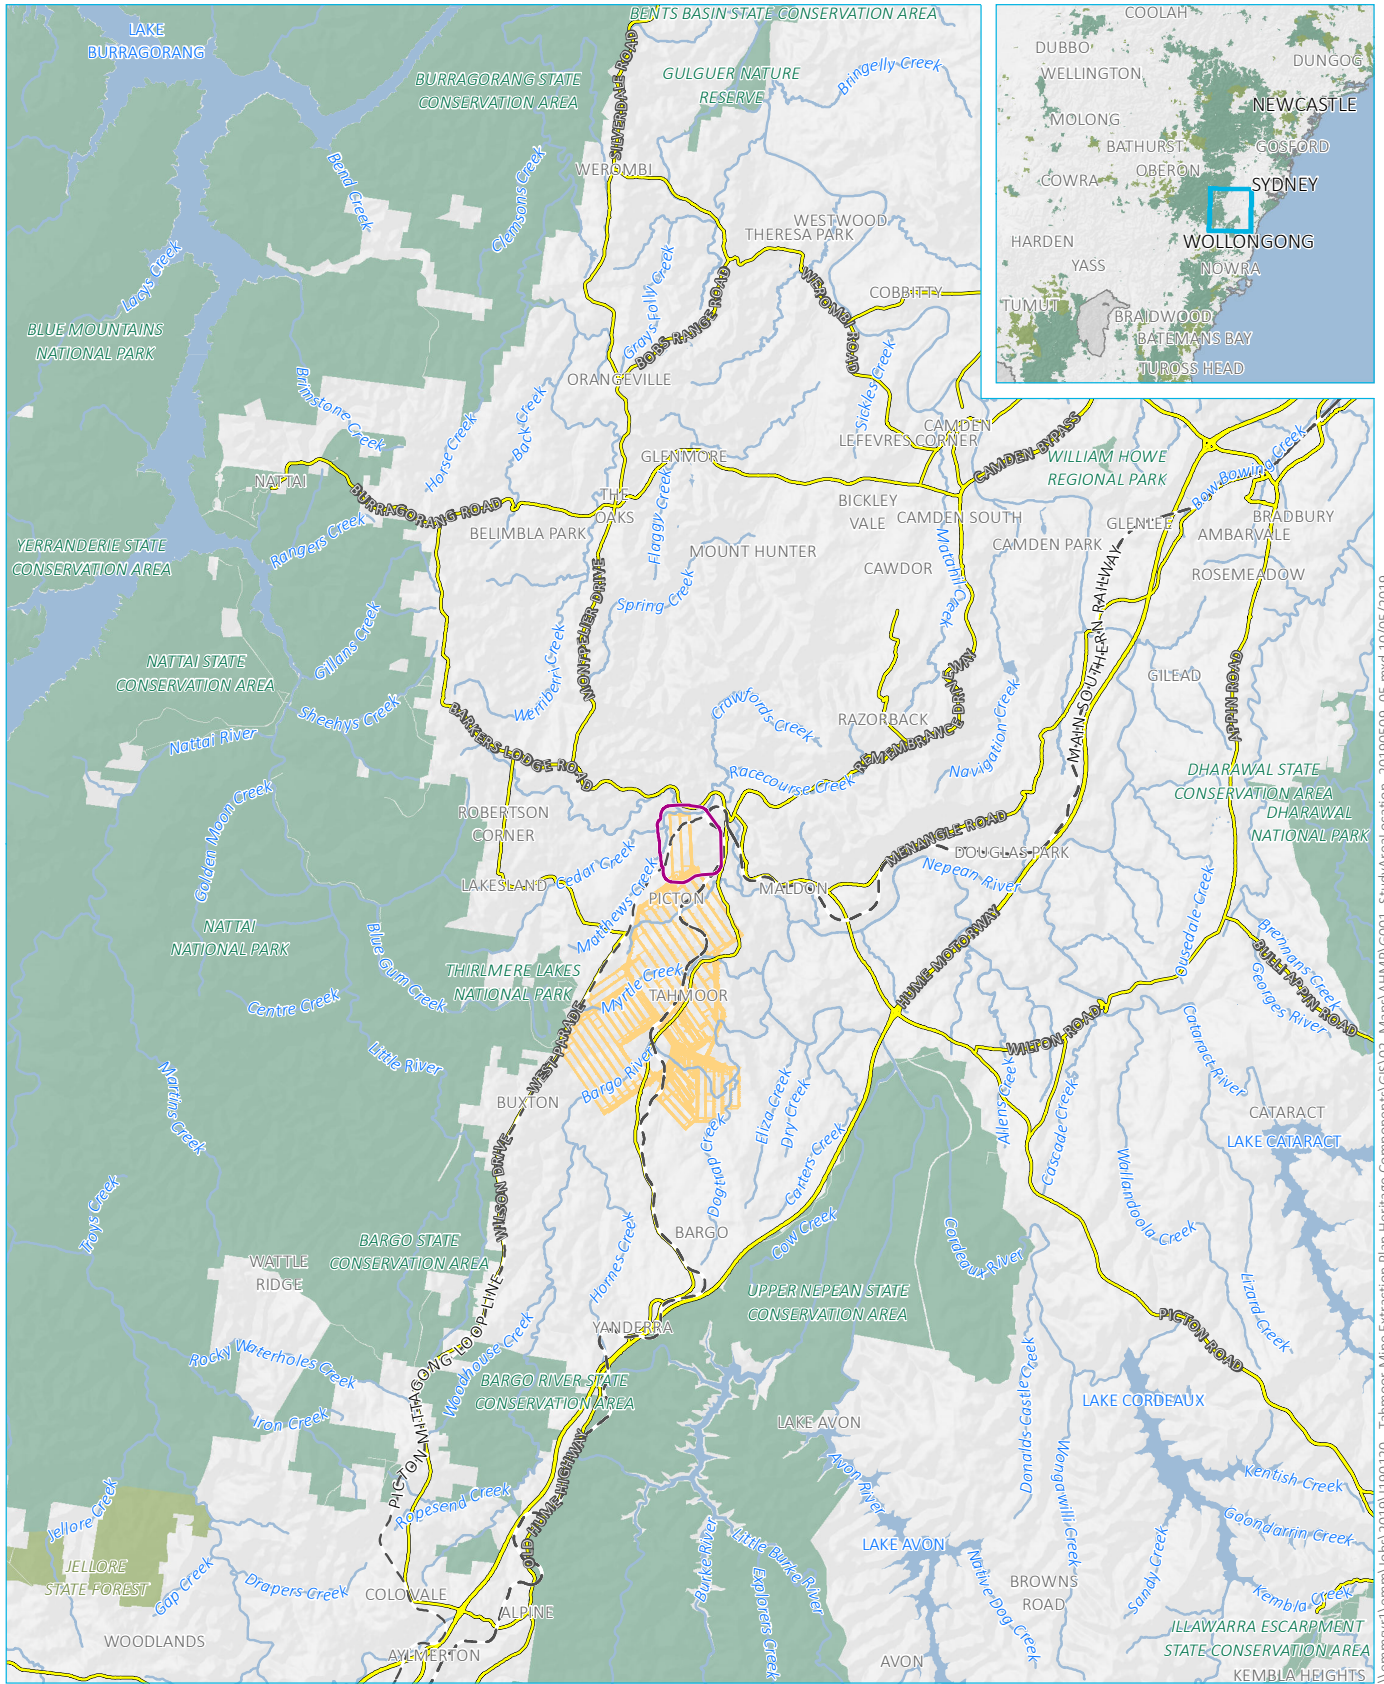 BENTS BASIN STATE CONSERVATION AREA
LAKE
BURRAGORANG
BURRAGORANG STATE
CONSERVATION AREA
SILVERDALE ROAD
GULGUER NATURE
RESERVE
Bringelly Creek
COOLAH
DUBBO
WELLINGTON
DUNGOG
NEWCASTLE
MOLONG
BATHURST
GOSFORD
OBERON
COWRA
SYDNEY
HARDEN
WOLLONGONG
YASS
NOWRA
TUMUT
BRAIDWOOD
BATEMANS BAY
TUROSS HEAD
Bend Creek
Clemsons Creek
WEROMBI
WESTWOOD
THERESA PARK
Lacys Creek
Grays Folly Creek
BOBS RANGE ROAD
WEROMBI ROAD
COBBITTY
BLUE MOUNTAINS
NATIONAL PARK
Brimstone Creek
ORANGEVILLE
Sickles Creek
Back Creek
Horse Creek
CAMDEN
LEFEVRES CORNER
CAMDEN BYPASS
WILLIAM HOWE
REGIONAL PARK
Bow Bowing Creek
GLENMORE
NATTAI
BURRAGORANG ROAD
THE
OAKS
BELIMBLA PARK
Flaggy Creek
BICKLEY
VALE
CAMDEN SOUTH
GLENLEE
BRADBURY
AMBARVALE
YERRANDERIE STATE
CONSERVATION AREA
Rangers Creek
MOUNT HUNTER
CAMDEN PARK
CAWDOR
Matahil Creek
ROSEMEADOW
MONTPELIER DRIVE
Spring Creek
MAIN SOUTHERN RAILWAY
Gillans Creek
Werriberri Creek
NATTAI STATE
CONSERVATION AREA
GILEAD
APPIN ROAD
Sheehys Creek
Nattai River
BARKERS LODGE ROAD
Crawfords Creek
RAZORBACK
REMEMBRANCE DRIVEWAY
Navigation Creek
Racecourse Creek
DHARAWAL STATE
CONSERVATION AREA
DHARAWAL
NATIONAL PARK
Golden Moon Creek
ROBERTSON
CORNER
MENANGLE ROAD
DOUGLAS PARK
Nepean River
Cedar Creek
LAKESLAND
Matthews Creek
PICTON
MALDON
Ousedale Creek
NATTAI
NATIONAL PARK
Blue Gum Creek
HUME MOTORWAY
Brennans Creek
BULLI APPIN ROAD
Georges River
THIRLMERE LAKES
NATIONAL PARK
Myrtle Creek
TAHMOOR
Centre Creek
WEST PARADE
WILTON ROAD
Cataract River
Little River
Bargo River
BUXTON
Martins Creek
Eliza Creek
Dry Creek
Allens Creek
Cascade Creek
CATARACT
LAKE CATARACT
Dogtrap Creek
Carters Creek
WILSON DRIVE
Wallandoola Creek
Troys Creek
BARGO
Cow Creek
BARGO STATE
CONSERVATION AREA
WATTLE
RIDGE
Hornes Creek
Cordeaux River
UPPER NEPEAN STATE
CONSERVATION AREA
Lizard Creek
PICTON MITTAGONG LOOP LINE
YANDERRA
PICTON ROAD
Rocky Waterholes Creek
Woodhouse Creek
BARGO RIVER STATE
CONSERVATION AREA
Donalds Castle Creek
LAKE CORDEAUX
Iron Creek
LAKE AVON
Wougawilli Creek
Avon River
Kentish Creek
Ropesend Creek
OLD HUME HIGHWAY
Jellore Creek
Goondarrin Creek
Burke River
Little Burke River
LAKE AVON
JELLORE
STATE FOREST
Gap Creek
Drapers Creek
COLO VALE
Explorers Creek
Native Dog Creek
BROWNS
ROAD
Sandy Creek
Kembla Creek
ALPINE
ILLAWARRA ESCARPMENT
STATE CONSERVATION AREA
WOODLANDS
AYLMERTON
AVON
KEMBLA HEIGHTS